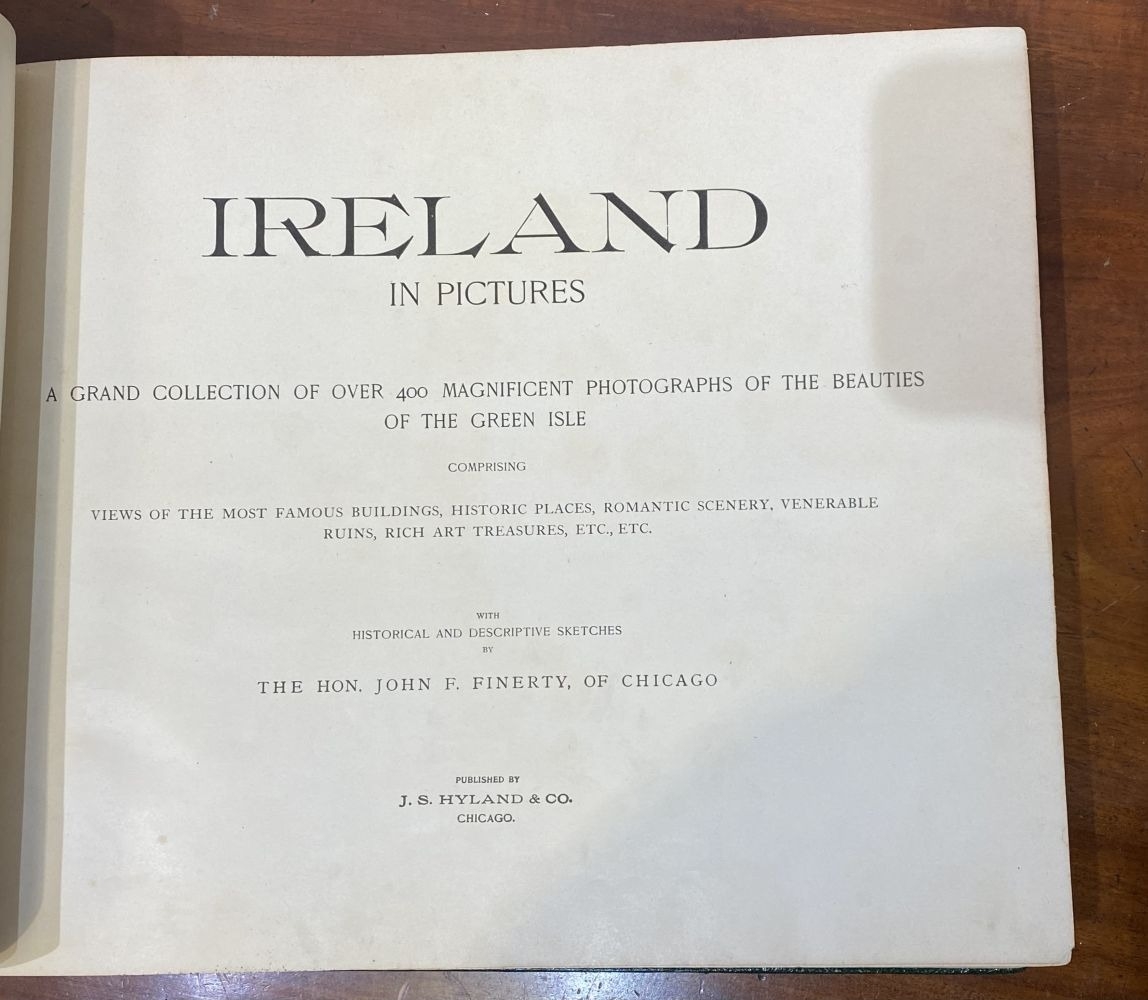 IRELAND
IN PICTURES
A GRAND COLLECTION OF OVER 400 MAGNIFICENT PHOTOGRAPHS OF THE BEAUTIES
OF THE GREEN ISLE
COMPRISING
VIEWS OF THE MOST FAMOUS BUILDINGS, HISTORIC PLACES, ROMANTIC SCENERY, VENERABLE
RUINS, RICH ART TREASURES, ETC., ETC.
WITH
HISTORICAL AND DESCRIPTIVE SKETCHES
BY
THE HON. JOHN F. FINERTY, OF CHICAGO
PUBLISHED BY
J. S. HYLAND & CO.
CHICAGO.